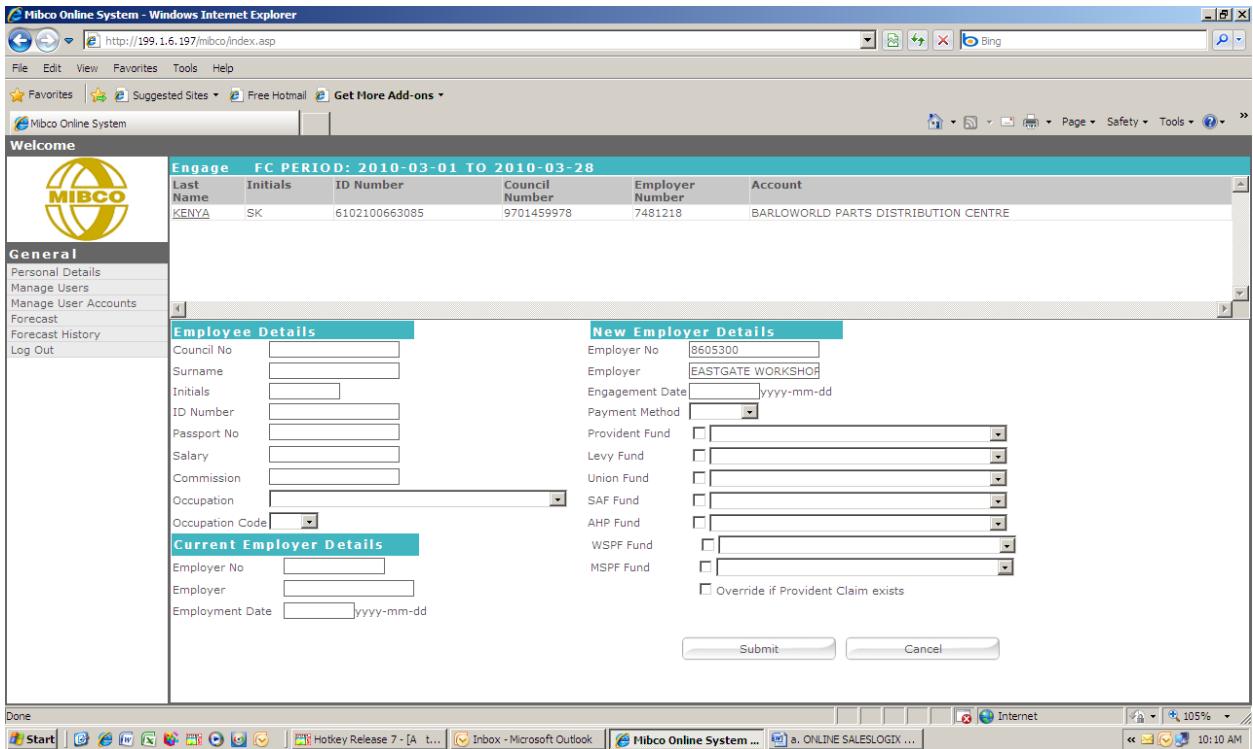 Mibco Online System - Windows Internet Explorer
http://199.1.6.197/mibco/index.asp
Bing
File Edit View Favorites Tools Help
Favorites Suggested Sites Free Hotmail Get More Add-ons
Mibco Online System
Page Safety Tools
Welcome
MIBCO
General
Personal Details
Manage Users
Manage User Accounts
Forecast
Forecast History
Log Out
Engage FC PERIOD: 2010-03-01 TO 2010-03-28
Last Name Initials ID Number Council Number Employer Number Account
KENYA SK 6102100663085 9701459978 7481218 BARLOWORLD PARTS DISTRIBUTION CENTRE
Employee Details
Council No
Surname
Initials
ID Number
Passport No
Salary
Commission
Occupation
Occupation Code
Current Employer Details
Employer No
Employer
Employment Date yyyy-mm-dd
New Employer Details
Employer No 8605300
Employer EASTGATE WORKSHOP
Engagement Date yyyy-mm-dd
Payment Method
Provident Fund
Levy Fund
Union Fund
SAF Fund
AHP Fund
WSPF Fund
MSPF Fund
Override if Provident Claim exists
Submit Cancel
Done Internet 105%
Start Hotkey Release 7 - [A t... Inbox - Microsoft Outlook Mibco Online System ... a. ONLINE SALESLOGIX ... 10:10 AM